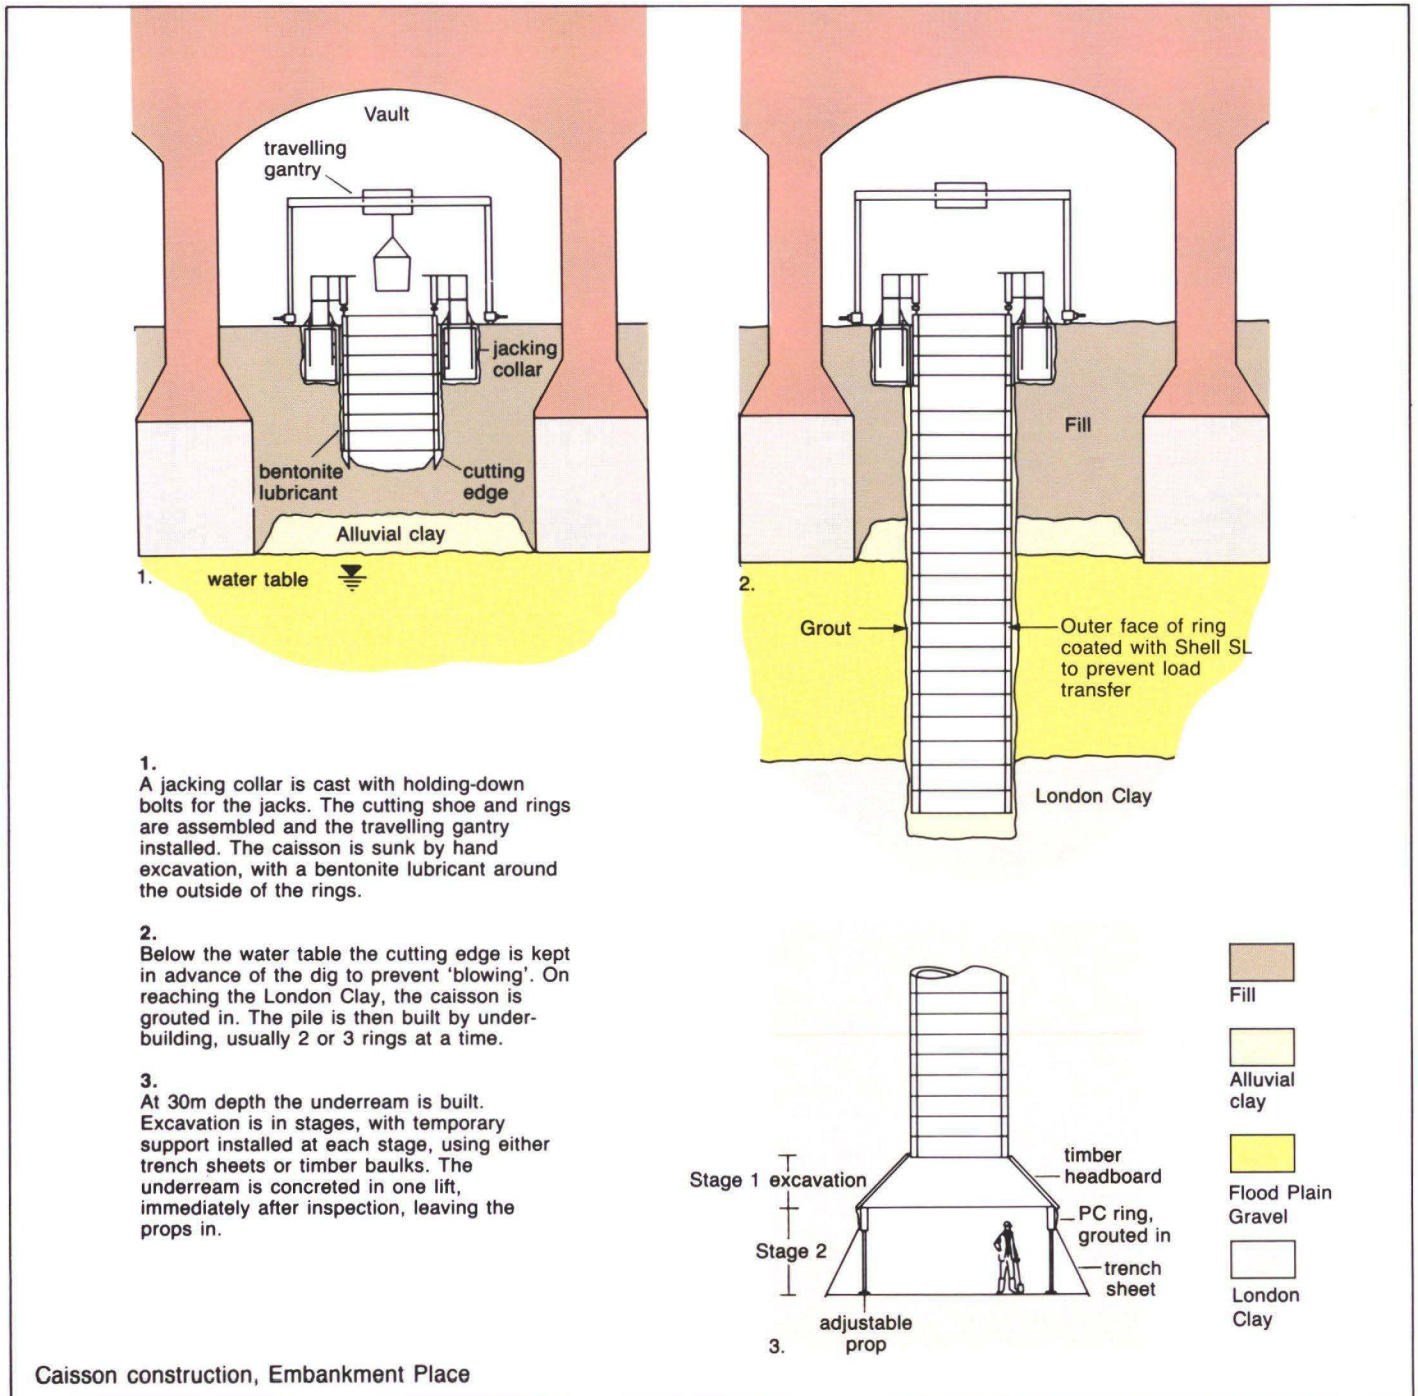 Vault
travelling
gantry
jacking
collar
bentonite
lubricant
cutting
edge
Alluvial clay
1.
water table
Fill
2.
Grout
Outer face of ring
coated with Shell SL
to prevent load
transfer
London Clay
1.
A jacking collar is cast with holding-down
bolts for the jacks. The cutting shoe and rings
are assembled and the travelling gantry
installed. The caisson is sunk by hand
excavation, with a bentonite lubricant around
the outside of the rings.
2.
Below the water table the cutting edge is kept
in advance of the dig to prevent ‘blowing’. On
reaching the London Clay, the caisson is
grouted in. The pile is then built by under-
building, usually 2 or 3 rings at a time.
3.
At 30m depth the underream is built.
Excavation is in stages, with temporary
support installed at each stage, using either
trench sheets or timber baulks. The
underream is concreted in one lift,
immediately after inspection, leaving the
props in.
Stage 1 excavation
Stage 2
timber
headboard
PC ring,
grouted in
trench
sheet
adjustable
prop
3.
Fill
Alluvial
clay
Flood Plain
Gravel
London
Clay
Caisson construction, Embankment Place